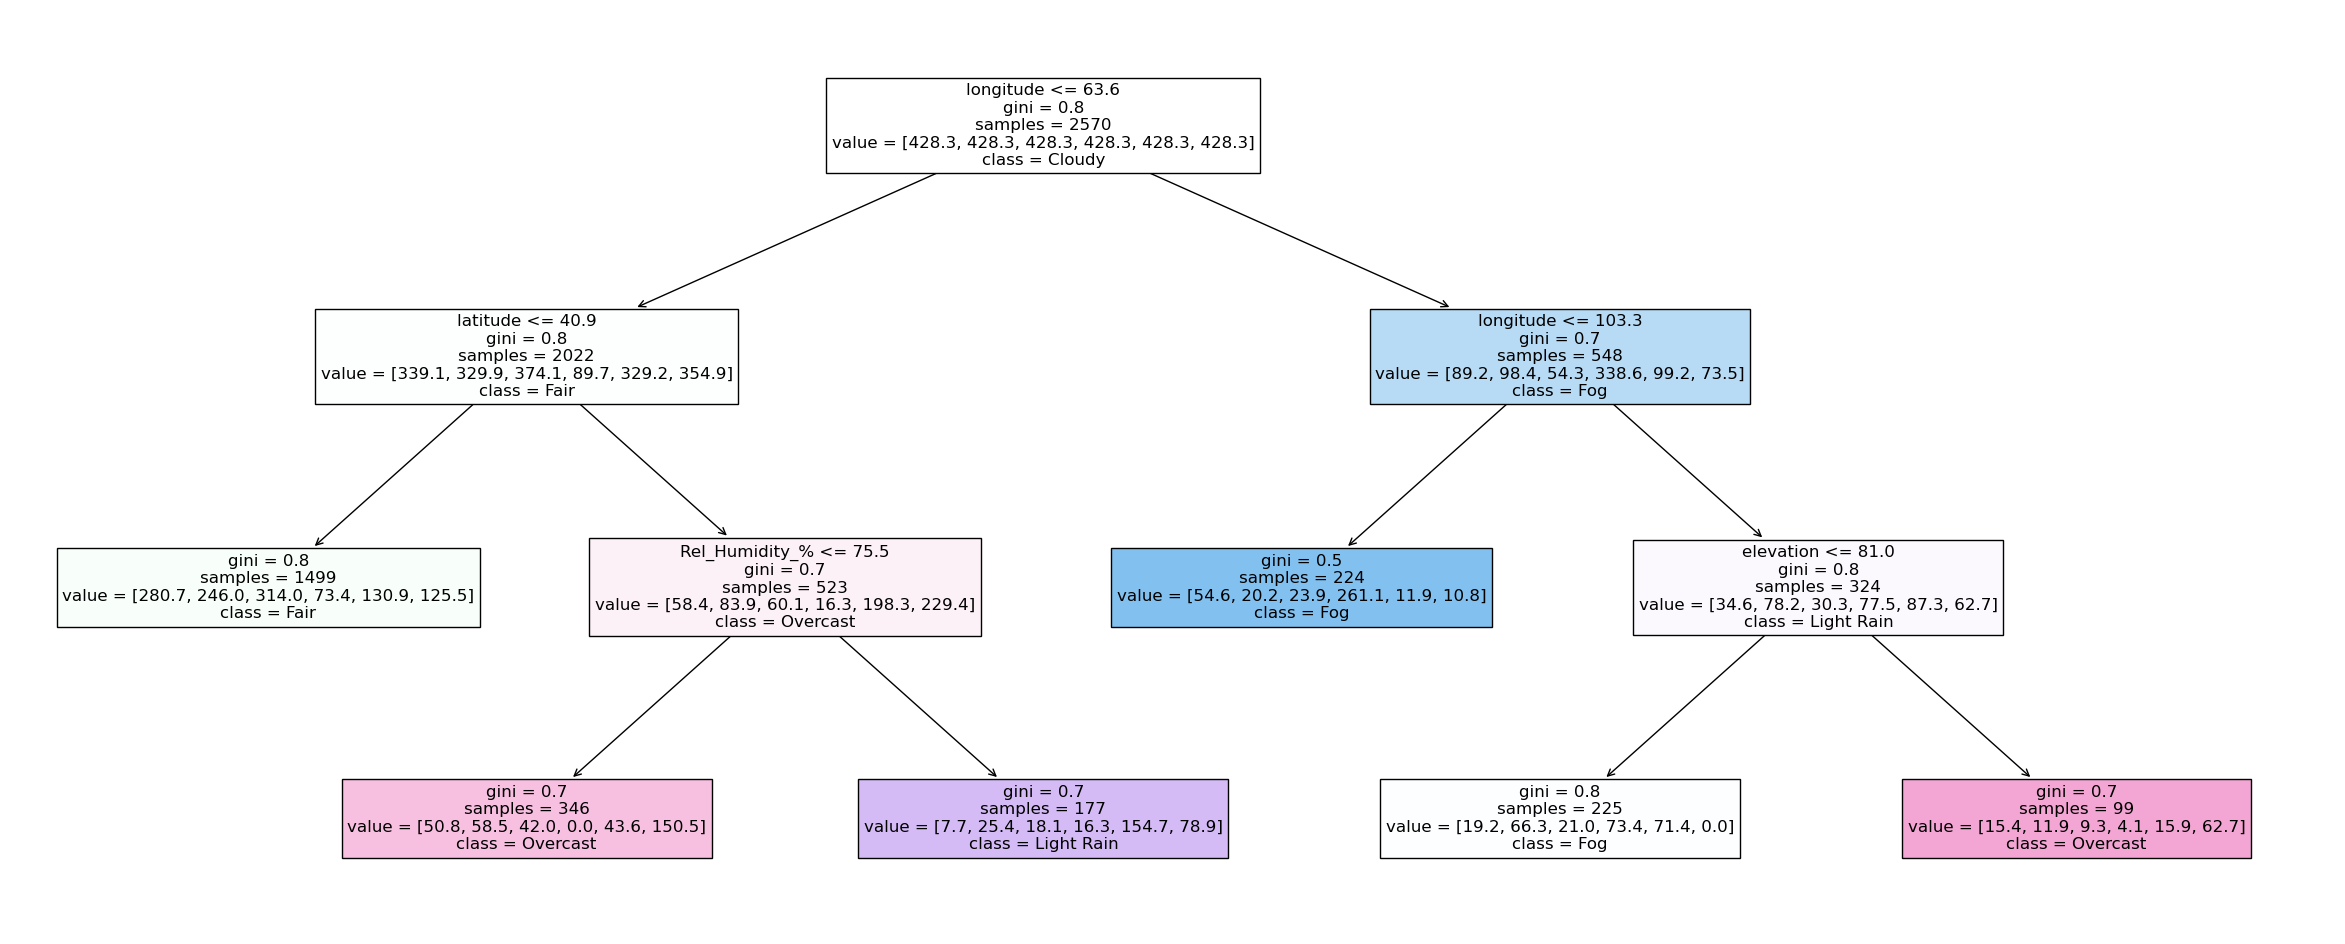 longitude <= 63.6
gini = 0.8
samples = 2570
value = [428.3, 428.3, 428.3, 428.3, 428.3, 428.3]
class = Cloudy
latitude <= 40.9
gini = 0.8
samples = 2022
value = [339.1, 329.9, 374.1, 89.7, 329.2, 354.9]
class = Fair
longitude <= 103.3
gini = 0.7
samples = 548
value = [89.2, 98.4, 54.3, 338.6, 99.2, 73.5]
class = Fog
gini = 0.8
samples = 1499
value = [280.7, 246.0, 314.0, 73.4, 130.9, 125.5]
class = Fair
Rel_Humidity_% <= 75.5
gini = 0.7
samples = 523
value = [58.4, 83.9, 60.1, 16.3, 198.3, 229.4]
class = Overcast
gini = 0.5
samples = 224
value = [54.6, 20.2, 23.9, 261.1, 11.9, 10.8]
class = Fog
elevation <= 81.0
gini = 0.8
samples = 324
value = [34.6, 78.2, 30.3, 77.5, 87.3, 62.7]
class = Light Rain
gini = 0.7
samples = 346
value = [50.8, 58.5, 42.0, 0.0, 43.6, 150.5]
class = Overcast
gini = 0.7
samples = 177
value = [7.7, 25.4, 18.1, 16.3, 154.7, 78.9]
class = Light Rain
gini = 0.8
samples = 225
value = [19.2, 66.3, 21.0, 73.4, 71.4, 0.0]
class = Fog
gini = 0.7
samples = 99
value = [15.4, 11.9, 9.3, 4.1, 15.9, 62.7]
class = Overcast